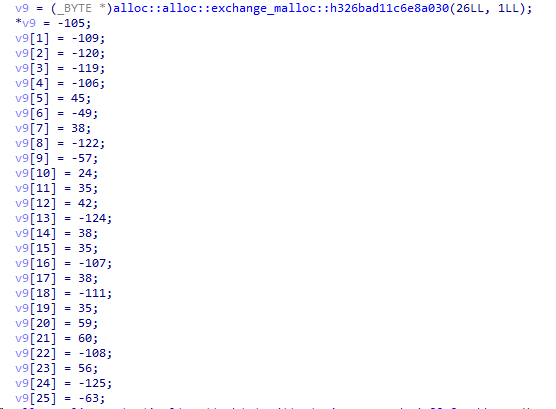 v9 = (_BYTE *)alloc::alloc::exchange_malloc::h326bad11c6e8a030(26LL, 1LL);
*v9 = -105;
v9[1] = -109;
v9[2] = -120;
v9[3] = -119;
v9[4] = -106;
v9[5] = 45;
v9[6] = -49;
v9[7] = 38;
v9[8] = -122;
v9[9] = -57;
v9[10] = 24;
v9[11] = 35;
v9[12] = 42;
v9[13] = -124;
v9[14] = 38;
v9[15] = 35;
v9[16] = -107;
v9[17] = 38;
v9[18] = -111;
v9[19] = 35;
v9[20] = 59;
v9[21] = 60;
v9[22] = -108;
v9[23] = 56;
v9[24] = -125;
v9[25] = -63;